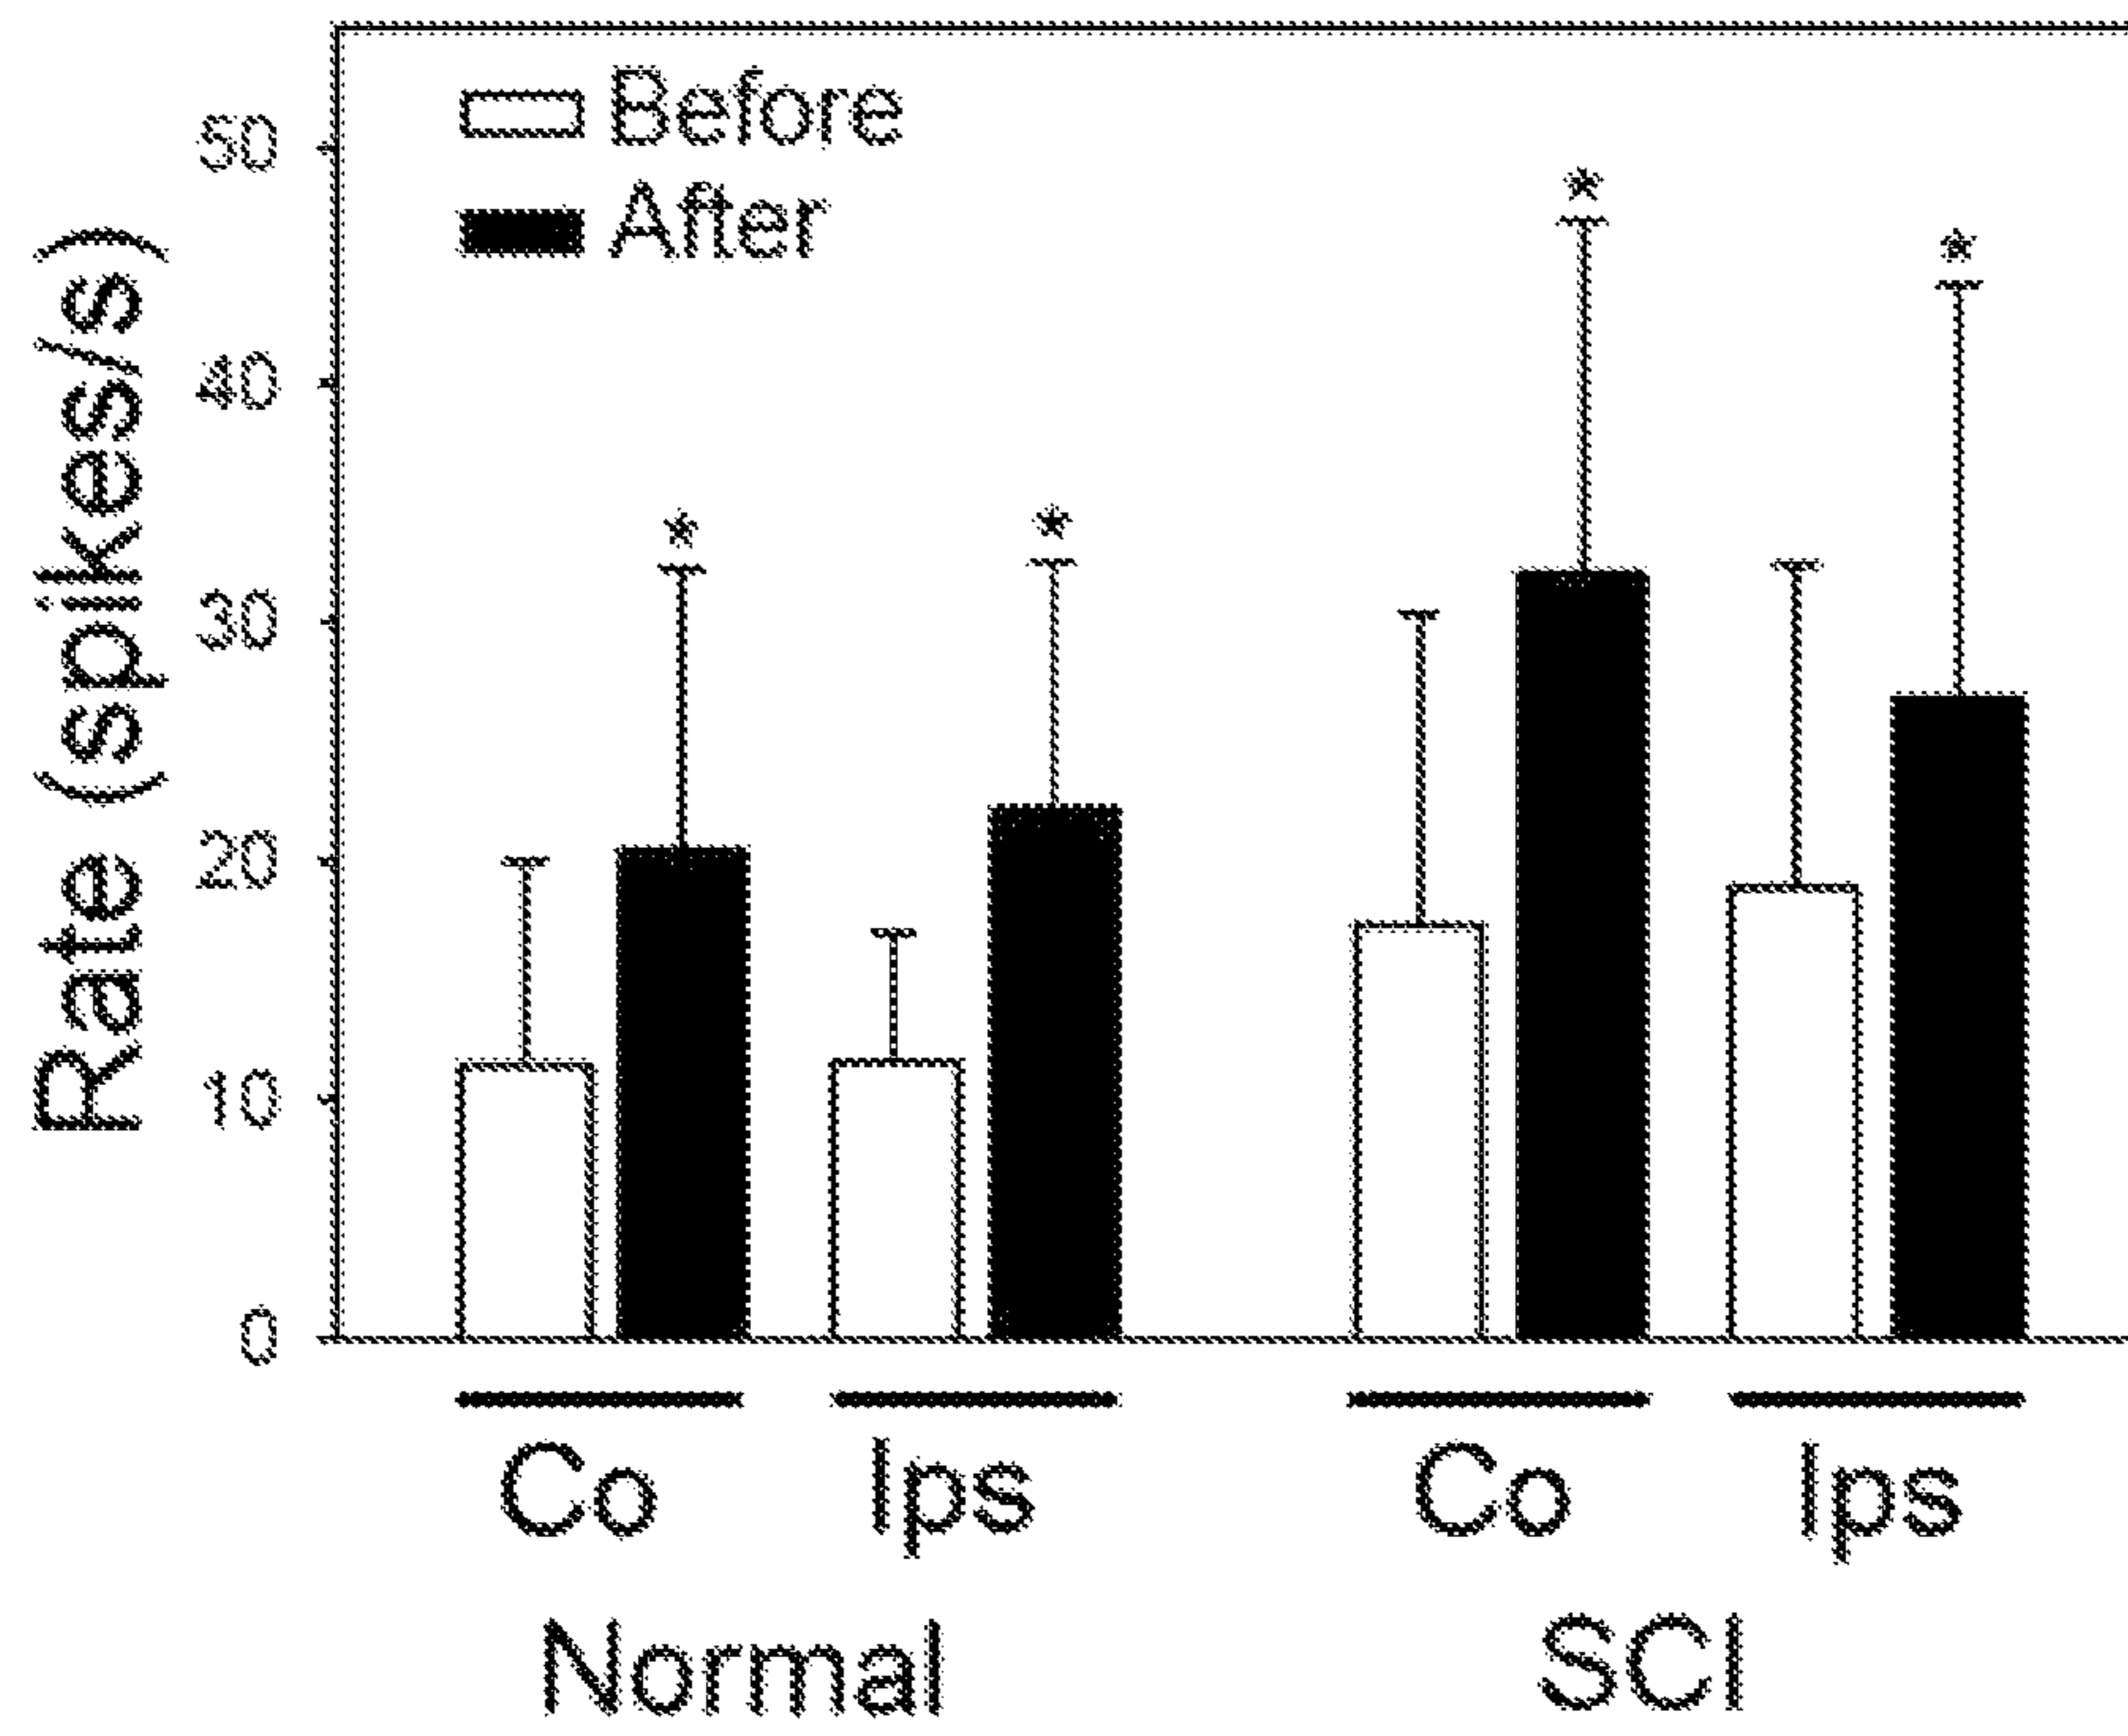 Before
After
*
*
*
*
Rate (spikes/s)
50
40
30
20
10
0
Co
Ips
Co
Ips
Normal
SCI